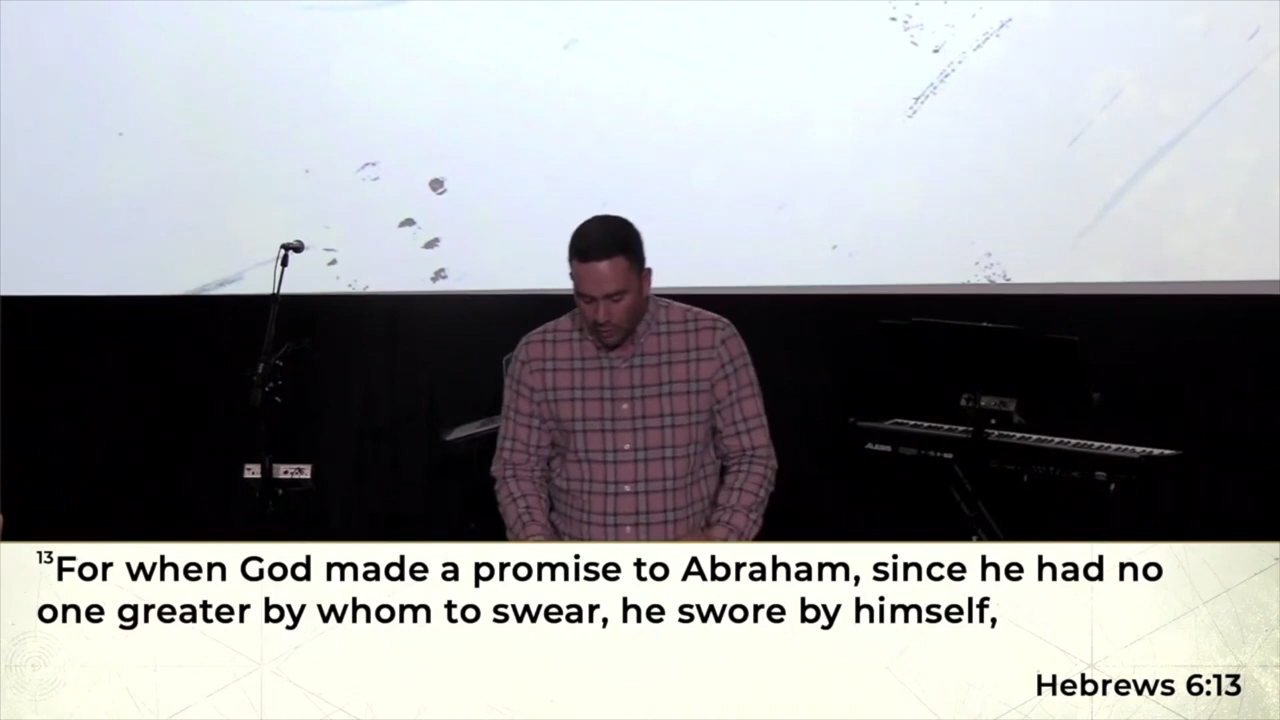 ALESIS
¹³For when God made a promise to Abraham, since he had no
one greater by whom to swear, he swore by himself,
Hebrews 6:13